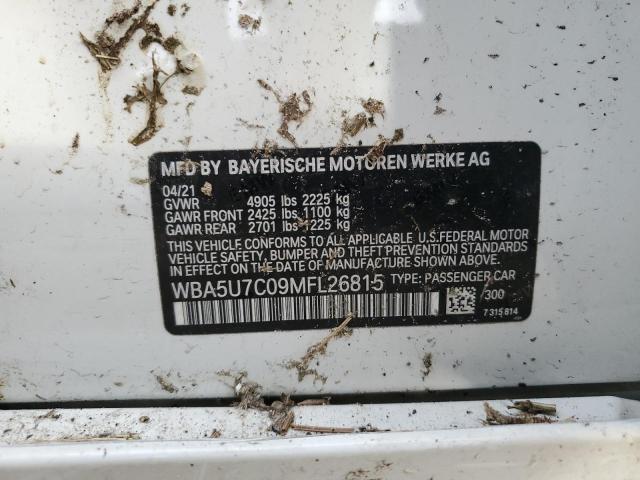 MFD BY BAYERISCHE MOTOREN WERKE AG
04/21
GVWR 4905 lbs 2225 kg
GAWR FRONT 2425 lbs 1100 kg
GAWR REAR 2701 lbs 1225 kg
THIS VEHICLE CONFORMS TO ALL APPLICABLE U.S.FEDERAL MOTOR
VEHICLE SAFETY, BUMPER AND THEFT PREVENTION STANDARDS
IN EFFECT ON THE DATE OF MANUFACTURE SHOWN ABOVE.
WBA5U7C09MFL26815 TYPE: PASSENGER CAR
300
7 315 814